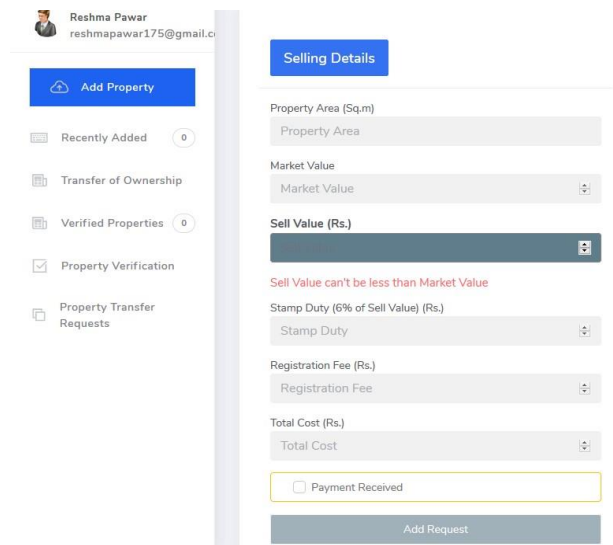 Reshma Pawar
reshmapawar175@gmail.co
Add Property
Recently Added 0
Transfer of Ownership
Verified Properties 0
Property Verification
Property Transfer
Requests
Selling Details
Property Area (Sq.m)
Property Area
Market Value
Market Value
Sell Value (Rs.)
Sell Value can't be less than Market Value
Stamp Duty (6% of Sell Value) (Rs.)
Stamp Duty
Registration Fee (Rs.)
Registration Fee
Total Cost (Rs.)
Total Cost
Payment Received
Add Request